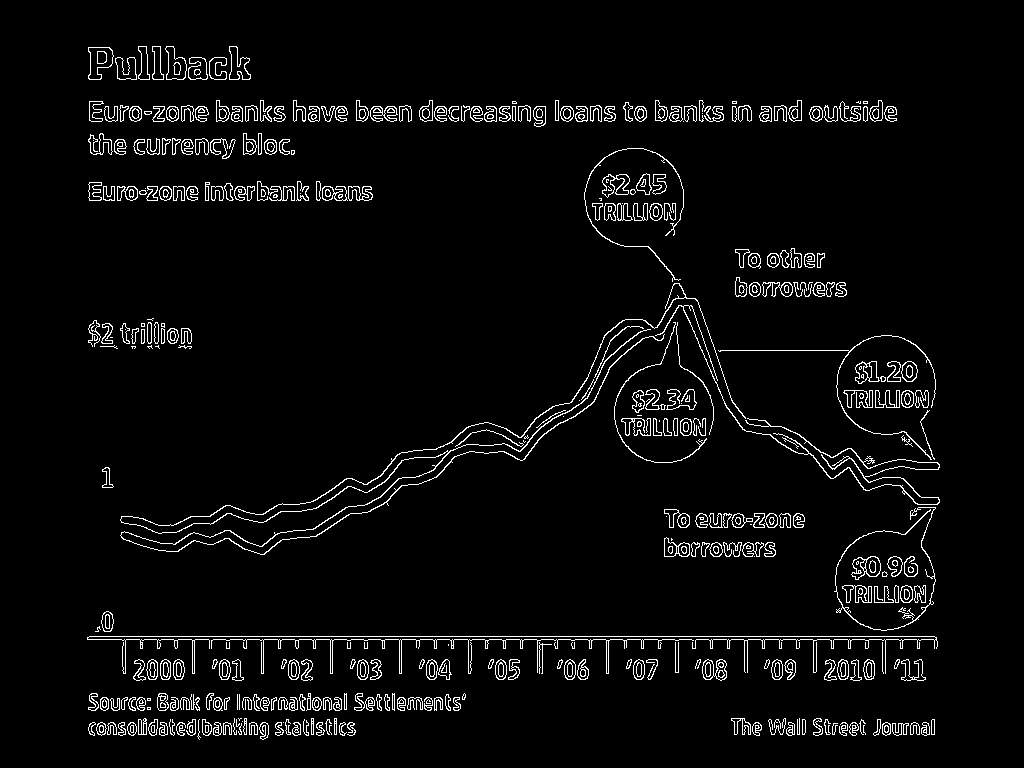 Pullback
Euro-zone banks have been decreasing loans to banks in and outside
the currency bloc.
Euro-zone interbank loans
$2.45
TRILLION
To other
borrowers
$2 trillion
$1.20
TRILLION
$2.34
TRILLION
1
To euro-zone
borrowers
$0.96
TRILLION
0
2000 '01 '02 '03 '04 '05 '06 '07 '08 '09 2010 '11
Source: Bank for International Settlements'
consolidated banking statistics
The Wall Street Journal